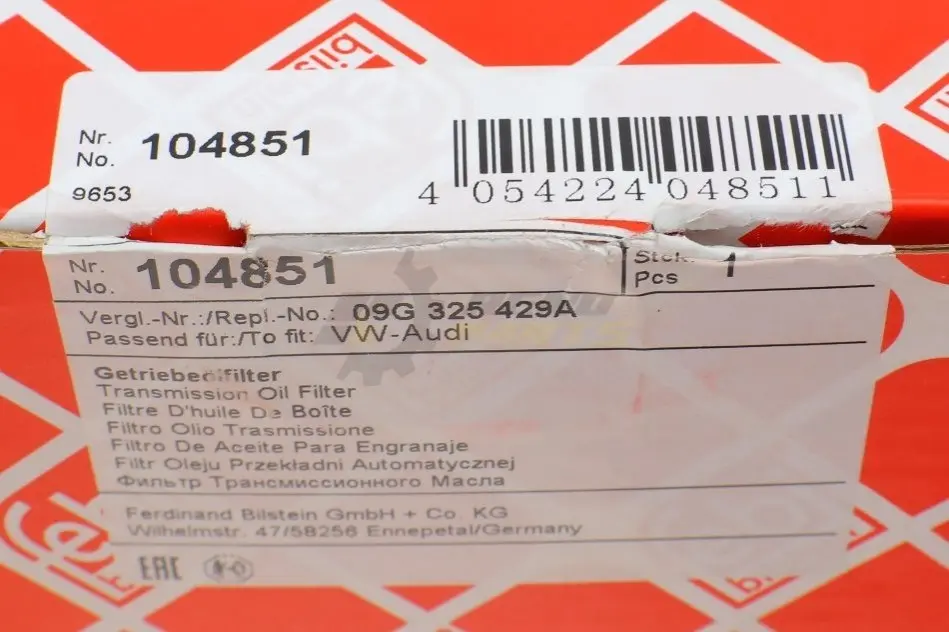 Nr.
No. 104851
9653
4 054224 048511
Nr.
No. 104851
Stck.
Pcs 1
Vergl.-Nr.:/Repl.-No.: 09G 325 429A
Passend für:/To fit: VW-Audi
Getriebeölfilter
Transmission Oil Filter
Filtre D'huile De Boîte
Filtro Olio Trasmissione
Filtro De Aceite Para Engranaje
Filtr Oleju Przekładni Automatycznej
Фильтр Трансмиссионного Масла
Ferdinand Bilstein GmbH + Co. KG
Wilhelmstr. 47/58256 Ennepetal/Germany
EAC